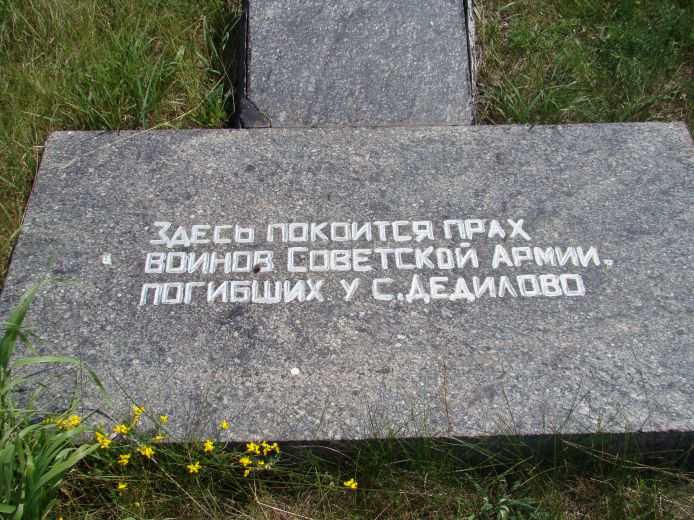 Здесь покоится прах
воинов Советской Армии,
погибших у с. Дедилово